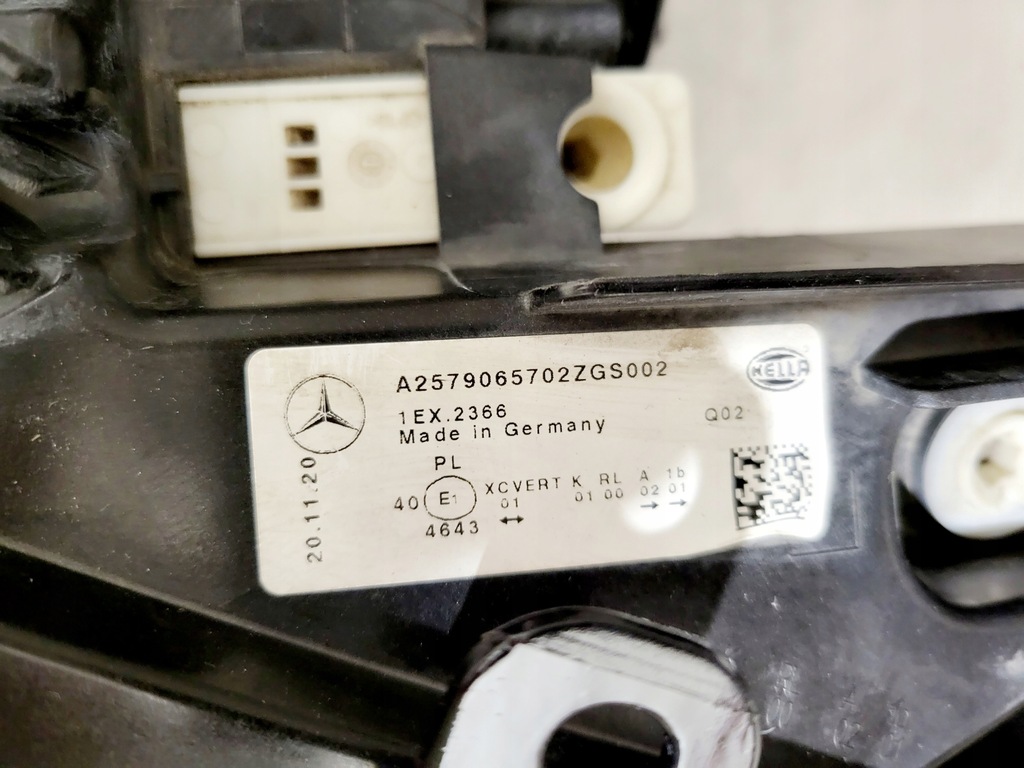 A2579065702ZGS002
HELLA
1EX.2366
Q02
Made in Germany
20.11.20
PL
40 E1 XCVERT K RL A 1b
01 01 00 02 01
4643 ↔ → →